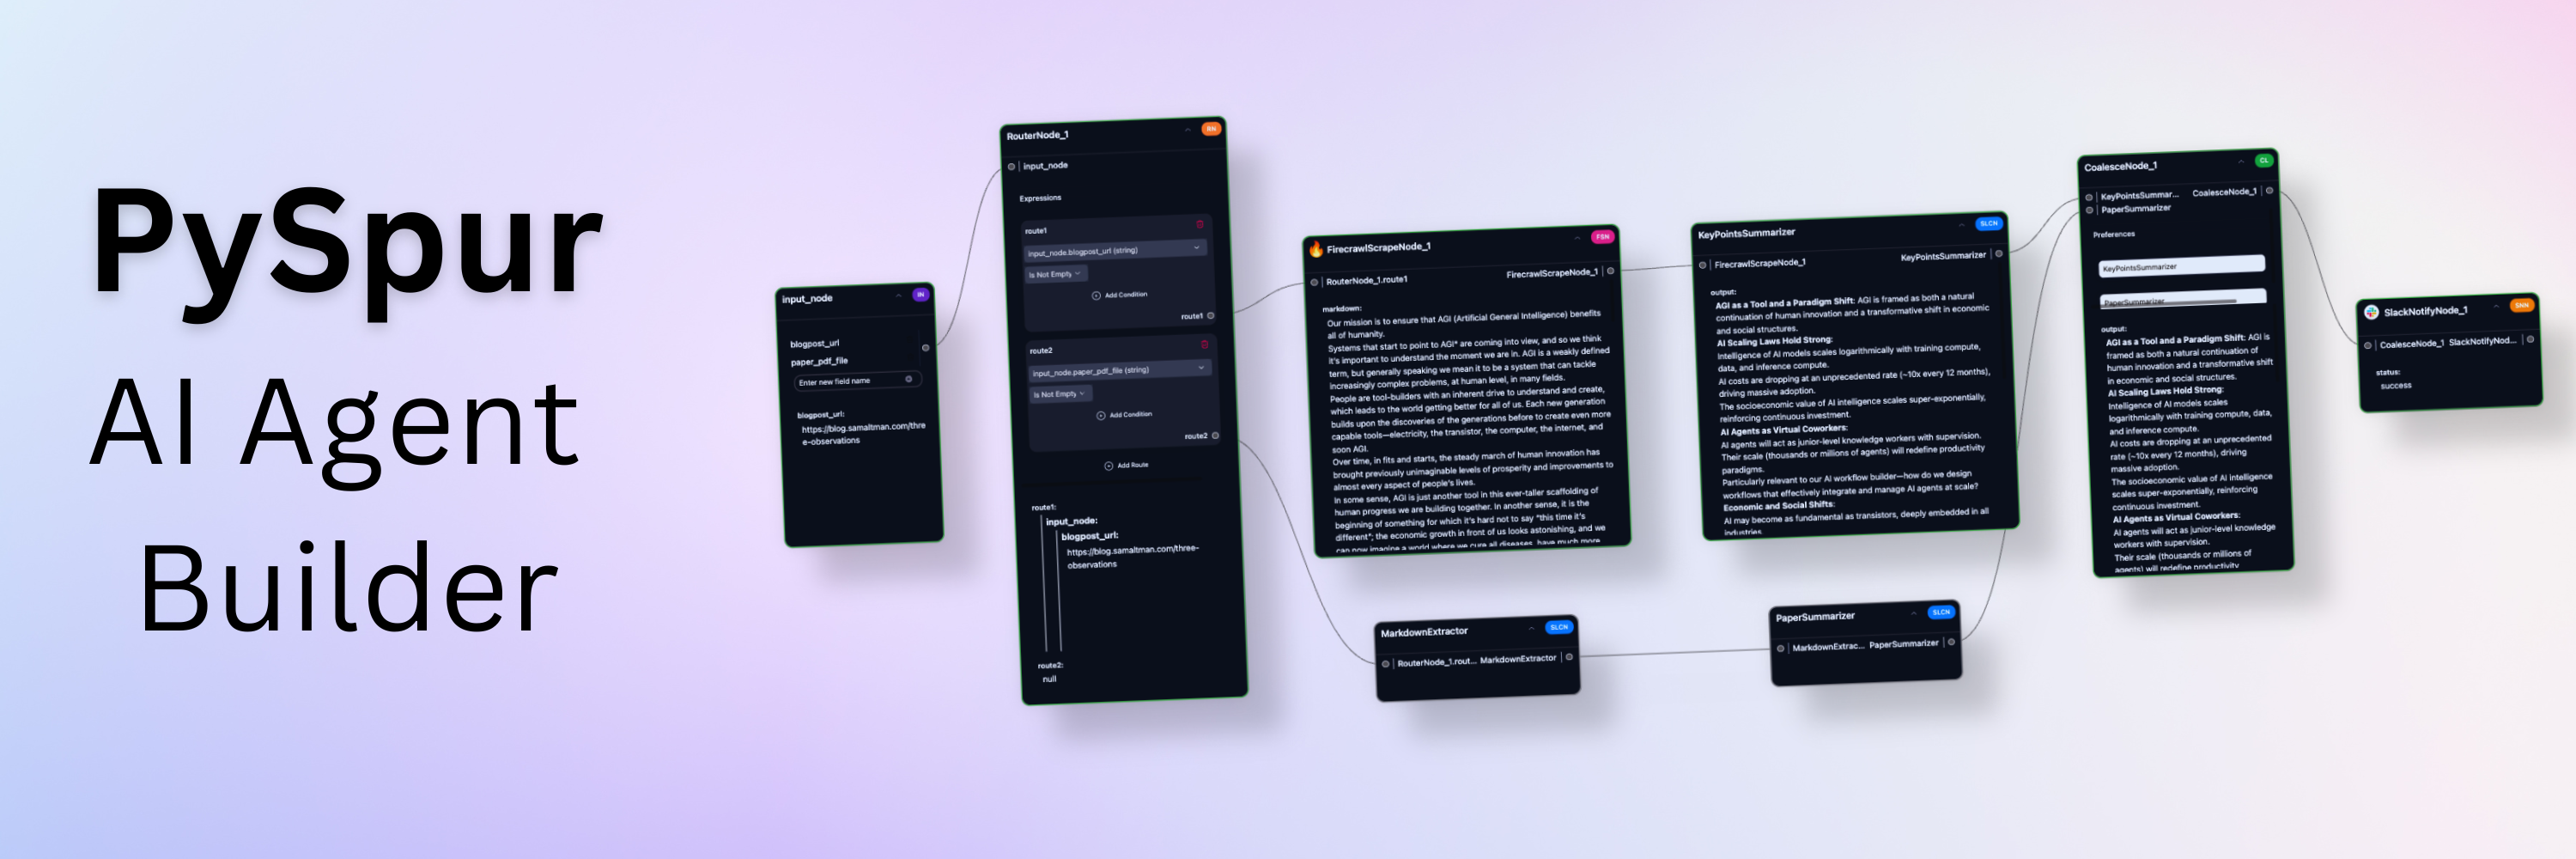 PySpur
AI Agent
Builder
input_node
IN
blogpost_url
paper_pdf_file
Enter new field name
blogpost_url:
https://blog.samaltman.com/thre
e-observations
RouterNode_1
RN
input_node
Expressions
route1
input_node.blogpost_url (string)
Is Not Empty
Add Condition
route1
route2
input_node.paper_pdf_file (string)
Is Not Empty
Add Condition
route2
Add Route
route1:
input_node:
blogpost_url:
https://blog.samaltman.com/three-
observations
route2:
null
FirecrawlScrapeNode_1
FSN
RouterNode_1.route1 FirecrawlScrapeNode_1
markdown:
Our mission is to ensure that AGI (Artificial General Intelligence) benefits
all of humanity.
Systems that start to point to AGI* are coming into view, and so we think
it's important to understand the moment we are in. AGI is a weakly defined
term, but generally speaking we mean it to be a system that can tackle
increasingly complex problems, at human level, in many fields.
People are tool-builders with an inherent drive to understand and create,
which leads to the world getting better for all of us. Each new generation
builds upon the discoveries of the generations before to create even more
capable tools—electricity, the transistor, the computer, the internet, and
soon AGI.
Over time, in fits and starts, the steady march of human innovation has
brought previously unimaginable levels of prosperity and improvements to
almost every aspect of people's lives.
In some sense, AGI is just another tool in this ever-taller scaffolding of
human progress we are building together. In another sense, it is the
beginning of something for which it's hard not to say "this time it's
different"; the economic growth in front of us looks astonishing, and we
can now imagine a world where we cure all diseases, have much more
MarkdownExtractor
SLCN
RouterNode_1.rout... MarkdownExtractor
KeyPointsSummarizer
SLCN
FirecrawlScrapeNode_1 KeyPointsSummarizer
output:
AGI as a Tool and a Paradigm Shift: AGI is framed as both a natural
continuation of human innovation and a transformative shift in economic
and social structures.
AI Scaling Laws Hold Strong:
Intelligence of AI models scales logarithmically with training compute,
data, and inference compute.
AI costs are dropping at an unprecedented rate (~10x every 12 months),
driving massive adoption.
The socioeconomic value of AI intelligence scales super-exponentially,
reinforcing continuous investment.
AI Agents as Virtual Coworkers:
AI agents will act as junior-level knowledge workers with supervision.
Their scale (thousands or millions of agents) will redefine productivity
paradigms.
Particularly relevant to our AI workflow builder—how do we design
workflows that effectively integrate and manage AI agents at scale?
Economic and Social Shifts:
AI may become as fundamental as transistors, deeply embedded in all
industries.
PaperSummarizer
SLCN
MarkdownExtrac... PaperSummarizer
CoalesceNode_1
CL
KeyPointsSummar... CoalesceNode_1
PaperSummarizer
Preferences
KeyPointsSummarizer
PaperSummarizer
output:
AGI as a Tool and a Paradigm Shift: AGI is
framed as both a natural continuation of
human innovation and a transformative shift
in economic and social structures.
AI Scaling Laws Hold Strong:
Intelligence of AI models scales
logarithmically with training compute, data,
and inference compute.
AI costs are dropping at an unprecedented
rate (~10x every 12 months), driving
massive adoption.
The socioeconomic value of AI intelligence
scales super-exponentially, reinforcing
continuous investment.
AI Agents as Virtual Coworkers:
AI agents will act as junior-level knowledge
workers with supervision.
Their scale (thousands or millions of
agents) will redefine productivity
SlackNotifyNode_1
SNN
CoalesceNode_1 SlackNotifyNod...
status:
success